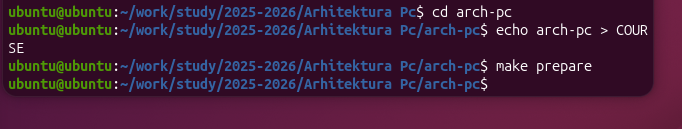 ubuntu@ubuntu:~/work/study/2025-2026/Arhitektura Pc$ cd arch-pc
ubuntu@ubuntu:~/work/study/2025-2026/Arhitektura Pc/arch-pc$ echo arch-pc > COUR
SE
ubuntu@ubuntu:~/work/study/2025-2026/Arhitektura Pc/arch-pc$ make prepare
ubuntu@ubuntu:~/work/study/2025-2026/Arhitektura Pc/arch-pc$